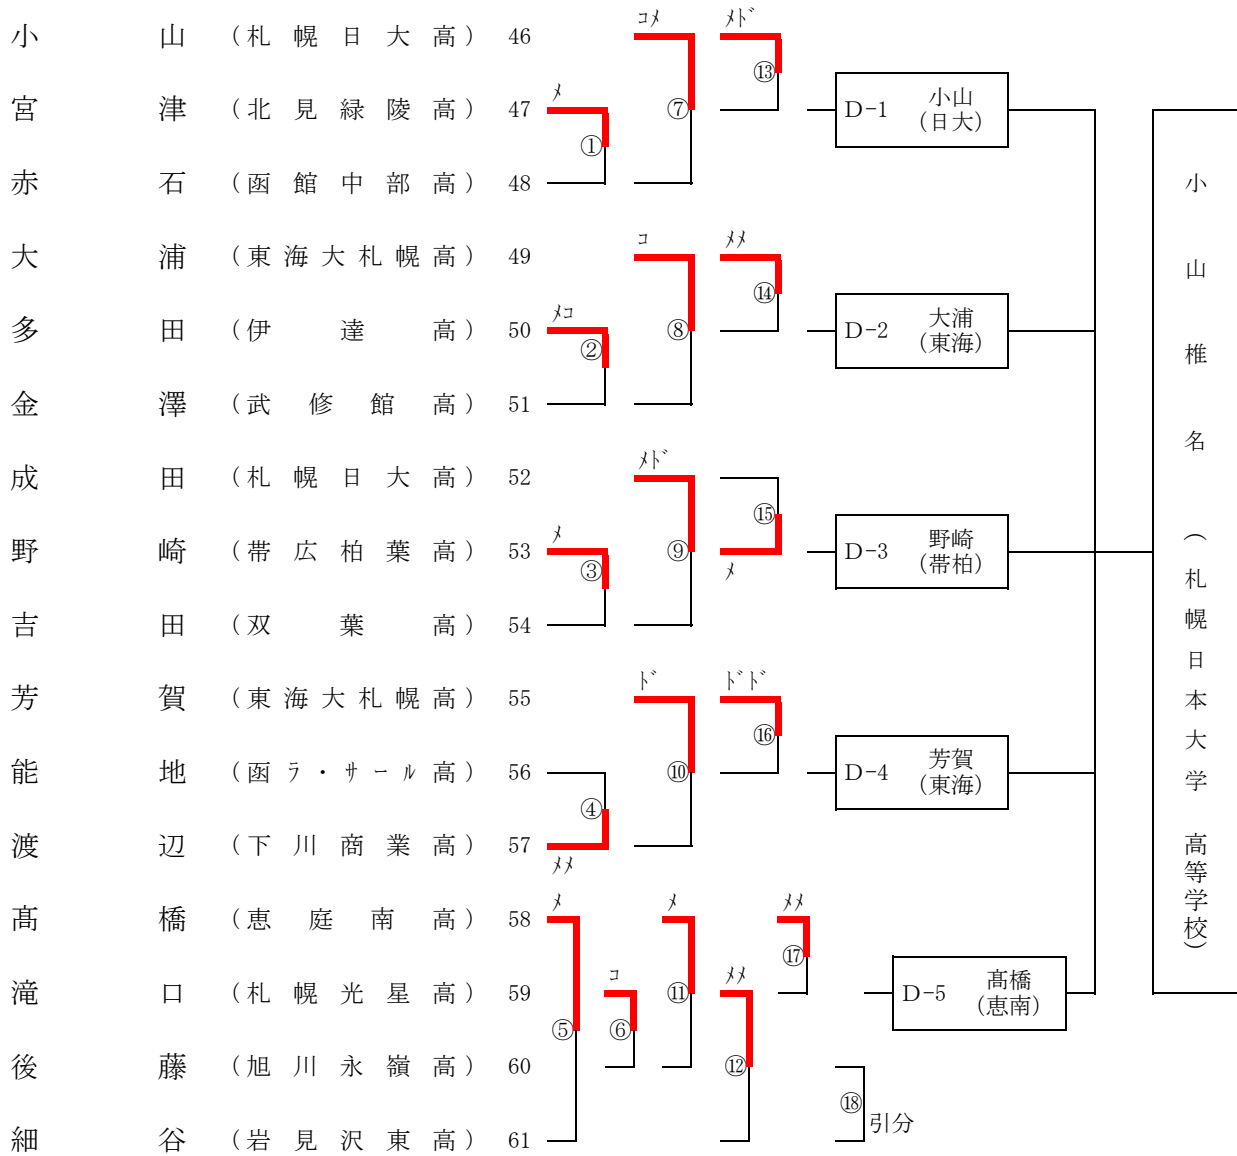 小山 (札幌日大高) 46
コメ
メド
⑬
宮津 (北見緑陵高) 47
メ
⑦
①
D-1 小山
(日大)
赤石 (函館中部高) 48
大浦 (東海大札幌高) 49
コ
メメ
⑭
多田 (伊達高) 50
メコ
⑧
②
D-2 大浦
(東海)
金澤 (武修館高) 51
成田 (札幌日大高) 52
メド
⑮
野崎 (帯広柏葉高) 53
メ
⑨
③
メ
D-3 野崎
(帯柏)
吉田 (双葉高) 54
芳賀 (東海大札幌高) 55
ド
ドド
⑯
能地 (函ラ・サール高) 56
⑩
④
D-4 芳賀
(東海)
渡辺 (下川商業高) 57
メメ
髙橋 (恵庭南高) 58
メ
メ
メメ
⑰
滝口 (札幌光星高) 59
コ
⑪
メメ
⑤
⑥
D-5 髙橋
(恵南)
後藤 (旭川永嶺高) 60
⑫
⑱
引分
細谷 (岩見沢東高) 61
小山椎名 (札幌日本大学高等学校)